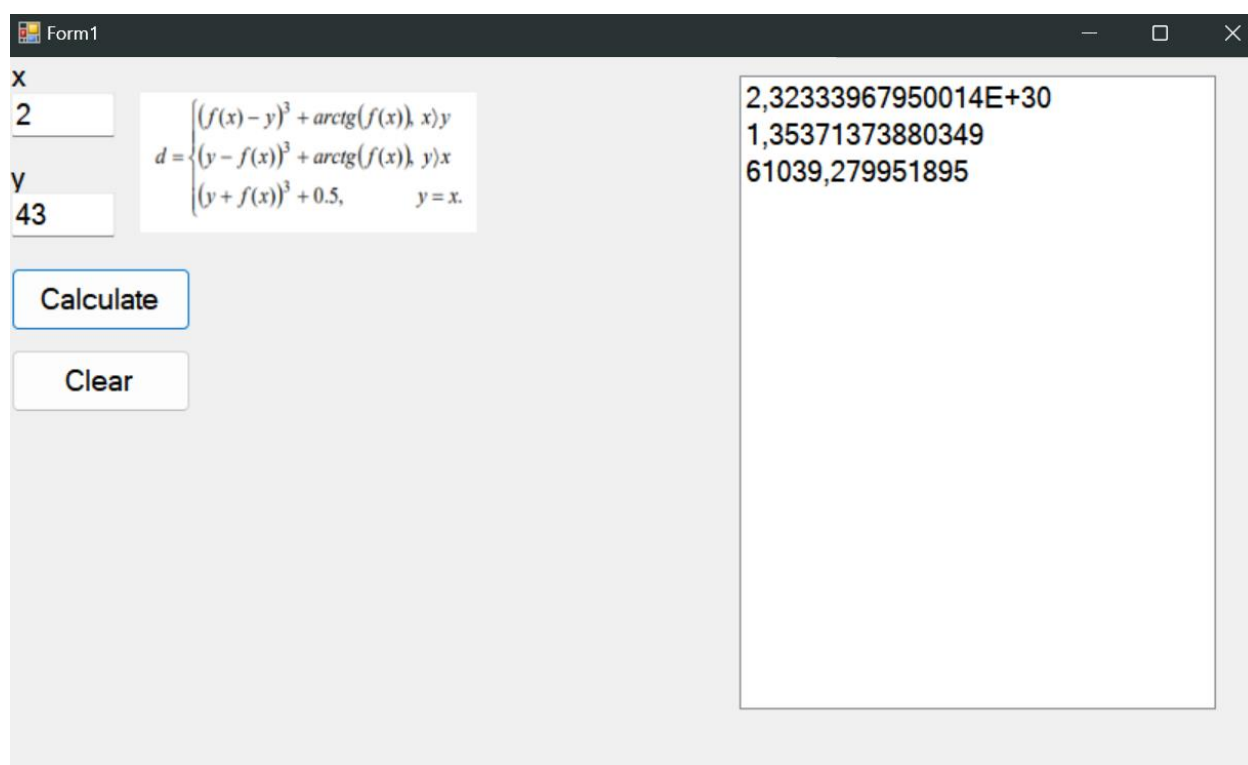 Form1
x
2
y
43
d = { (f(x) − y)³ + arctg(f(x)), x⟩y
(y − f(x))³ + arctg(f(x)), y⟩x
(y + f(x))³ + 0.5, y = x.
Calculate
Clear
2,32333967950014E+30
1,35371373880349
61039,279951895